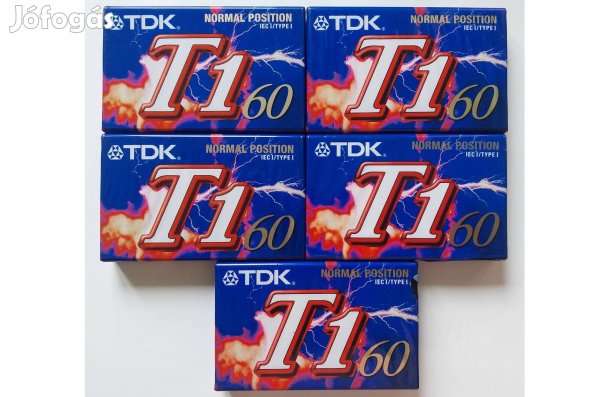 Jófogás
TDK NORMAL POSITION
IEC I/TYPE I
T1 60
TDK NORMAL POSITION
IEC I/TYPE I
T1 60
TDK NORMAL POSITION
IEC I/TYPE I
T1 60
TDK NORMAL POSITION
IEC I/TYPE I
T1 60
TDK NORMAL POSITION
IEC I/TYPE I
T1 60